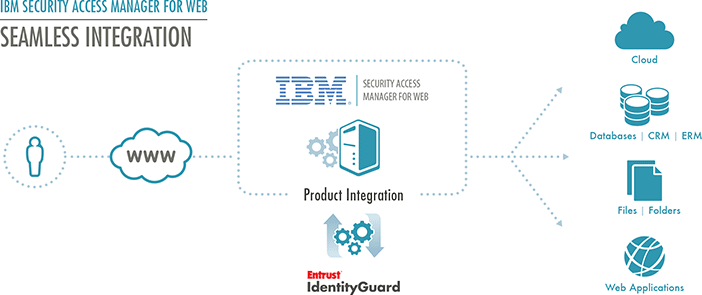 IBM SECURITY ACCESS MANAGER FOR WEB
SEAMLESS INTEGRATION
IBM®
SECURITY ACCESS
MANAGER FOR WEB
WWW
Product Integration
Entrust®
IdentityGuard
Cloud
Databases | CRM | ERM
Files | Folders
Web Applications